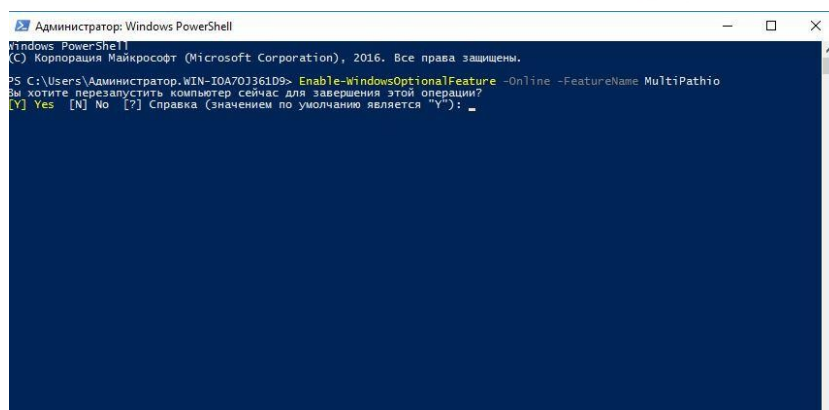 Администратор: Windows PowerShell
Windows PowerShell
(C) Корпорация Майкрософт (Microsoft Corporation), 2016. Все права защищены.
PS C:\Users\Администратор.WIN-IOA7OJ361D9> Enable-WindowsOptionalFeature -Online -FeatureName MultiPathio
Вы хотите перезапустить компьютер сейчас для завершения этой операции?
[Y] Yes [N] No [?] Справка (значением по умолчанию является "Y"): _